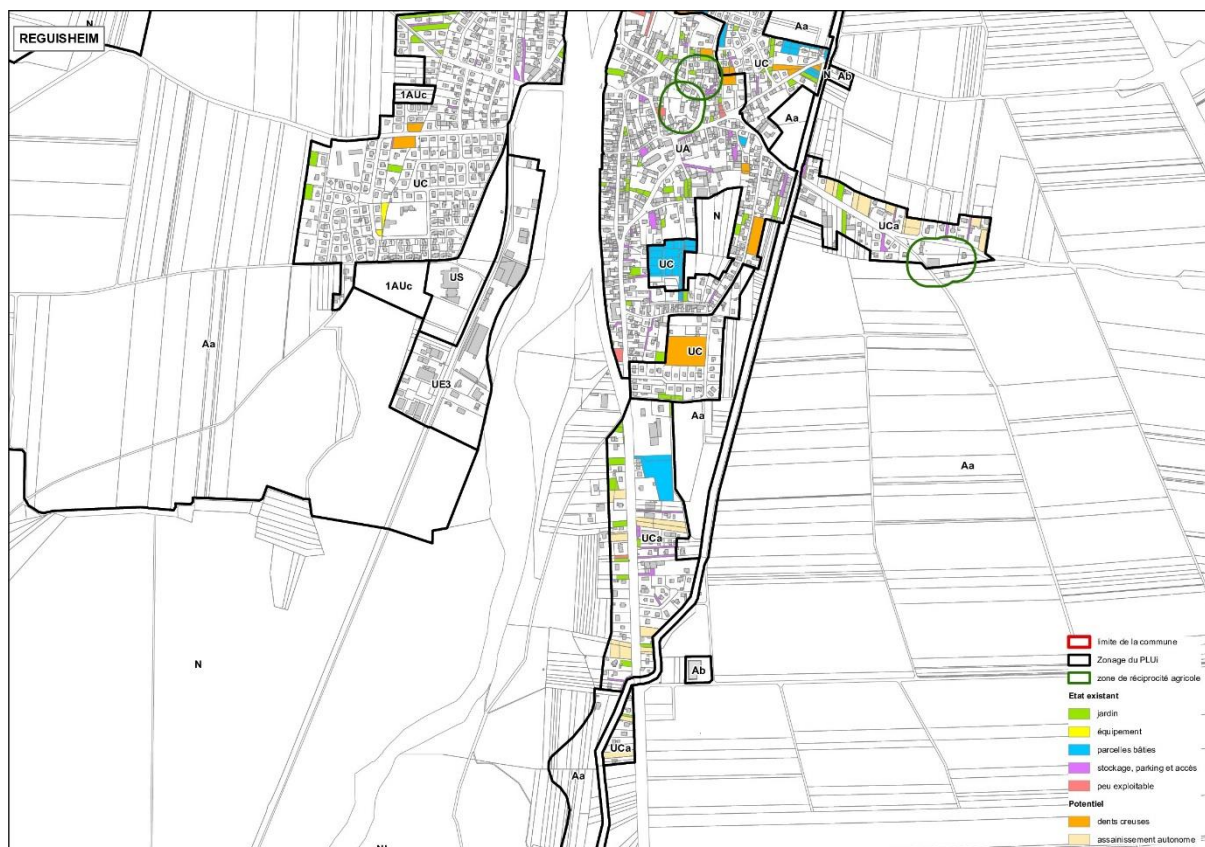 REGUISHEIM
N
Aa
UC
Ab
N
1AUc
Aa
UA
UC
UCa
N
UC
US
1AUc
Aa
UC
UE3
Aa
Aa
UCa
N
Ab
UCa
Aa
limite de la commune
Zonage du PLUi
zone de réciprocité agricole
Etat existant
jardin
équipement
parcelles bâties
stockage, parking et accès
peu exploitable
Potentiel
dents creuses
assainissement autonome